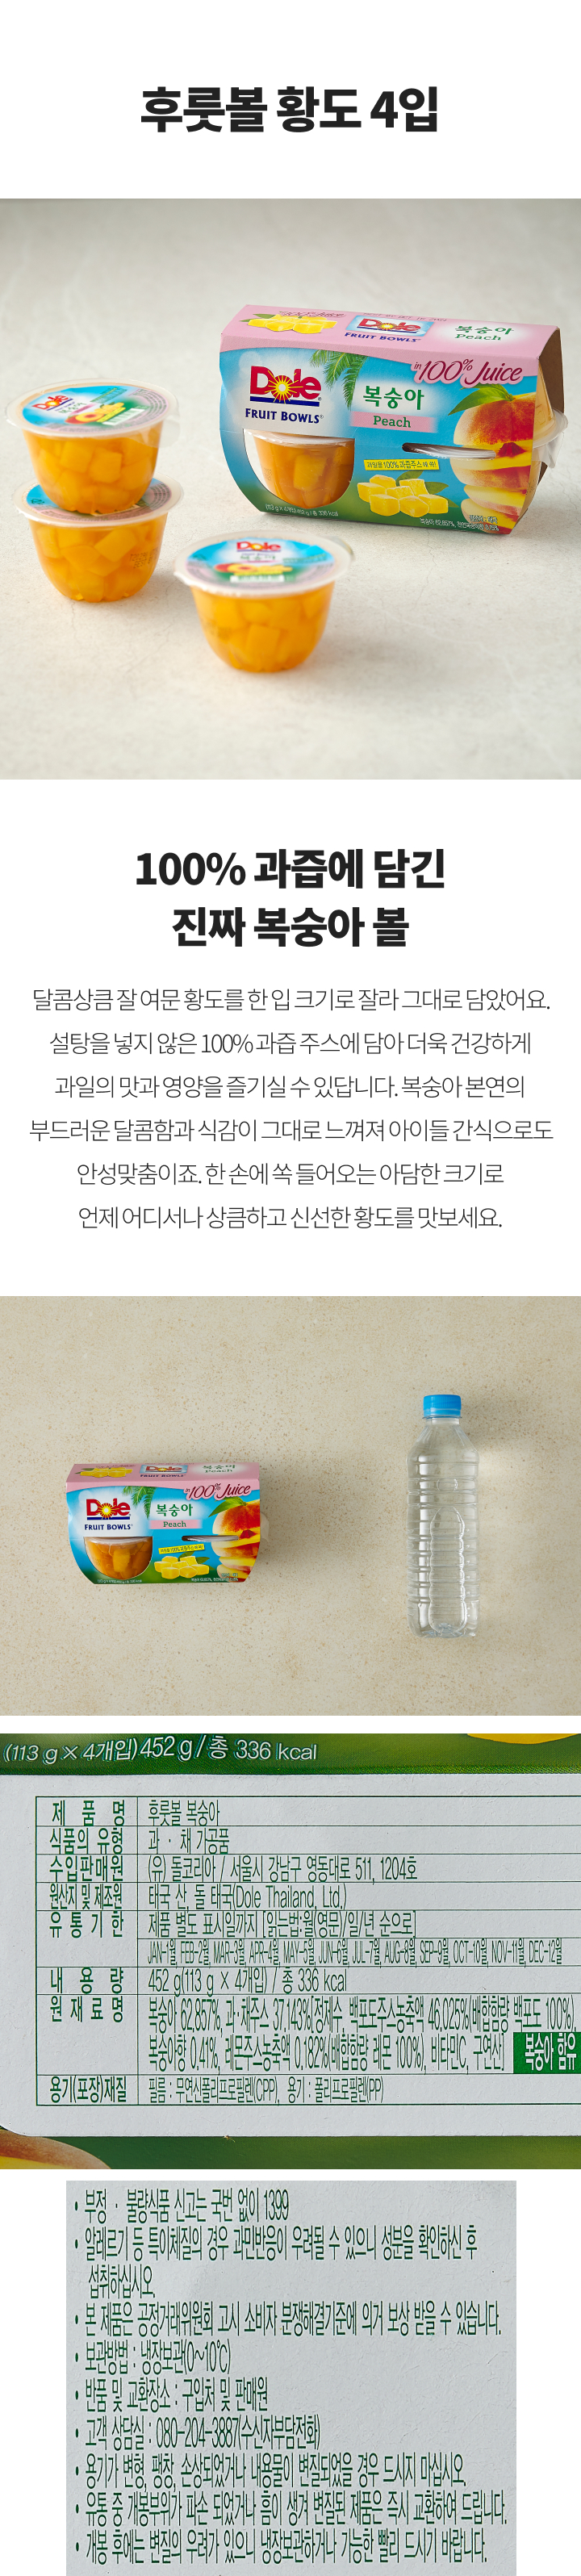 후룻볼 황도 4입
Dole
FRUIT BOWLS
복숭아
Peach
in 100% Juice
Dole
FRUIT BOWLS®
복숭아
Peach
과일을 100% 과즙주스에 쏙!
(113 g x 4개입) 452 g / 총 336 kcal
Dole
100% 과즙에 담긴
진짜 복숭아 볼
달콤상큼 잘 여문 황도를 한 입 크기로 잘라 그대로 담았어요.
설탕을 넣지 않은 100% 과즙 주스에 담아 더욱 건강하게
과일의 맛과 영양을 즐기실 수 있답니다. 복숭아 본연의
부드러운 달콤함과 식감이 그대로 느껴져 아이들 간식으로도
안성맞춤이죠. 한 손에 쏙 들어오는 아담한 크기로
언제 어디서나 상큼하고 신선한 황도를 맛보세요.
복숭아
Peach
in 100% Juice
Dole
FRUIT BOWLS®
복숭아
Peach
(113 g × 4개입) 452 g / 총 336 kcal
제 품 명 후룻볼 복숭아
식품의 유형 과 · 채 가공품
수입판매원 (유) 돌코리아 / 서울시 강남구 영동대로 511, 1204호
원산지 및 제조원 태국 산, 돌 태국(Dole Thailand, Ltd.)
유 통 기 한 제품 별도 표시일까지 [읽는법:월(영문)/일/년 순으로]
JAN-1월, FEB-2월, MAR-3월, APR-4월, MAY-5월, JUN-6월, JUL-7월, AUG-8월, SEP-9월, OCT-10월, NOV-11월, DEC-12월
내 용 량 452 g(113 g × 4개입) / 총 336 kcal
원 재 료 명 복숭아 62.857%, 과·채주스 37.143%[정제수, 백포도주스농축액 46.025%(배합함량 백포도 100%),
복숭아향 0.41%, 레몬주스농축액 0.182%(배합함량 레몬 100%), 비타민C, 구연산] 복숭아 함유
용기(포장)재질 필름 : 무연신폴리프로필렌(CPP), 용기 : 폴리프로필렌(PP)
• 부정 · 불량식품 신고는 국번 없이 1399
• 알레르기 등 특이체질의 경우 과민반응이 우려될 수 있으니 성분을 확인하신 후
섭취하십시오.
• 본 제품은 공정거래위원회 고시 소비자 분쟁해결기준에 의거 보상 받을 수 있습니다.
• 보관방법 : 냉장보관(0~10℃)
• 반품 및 교환장소 : 구입처 및 판매원
• 고객 상담실 : 080-204-3887(수신자부담전화)
• 용기가 변형, 팽창, 손상되었거나 내용물이 변질되었을 경우 드시지 마십시오.
• 유통 중 개봉부위가 파손 되었거나 흠이 생겨 변질된 제품은 즉시 교환하여 드립니다.
• 개봉 후에는 변질의 우려가 있으니 냉장보관하거나 가능한 빨리 드시기 바랍니다.